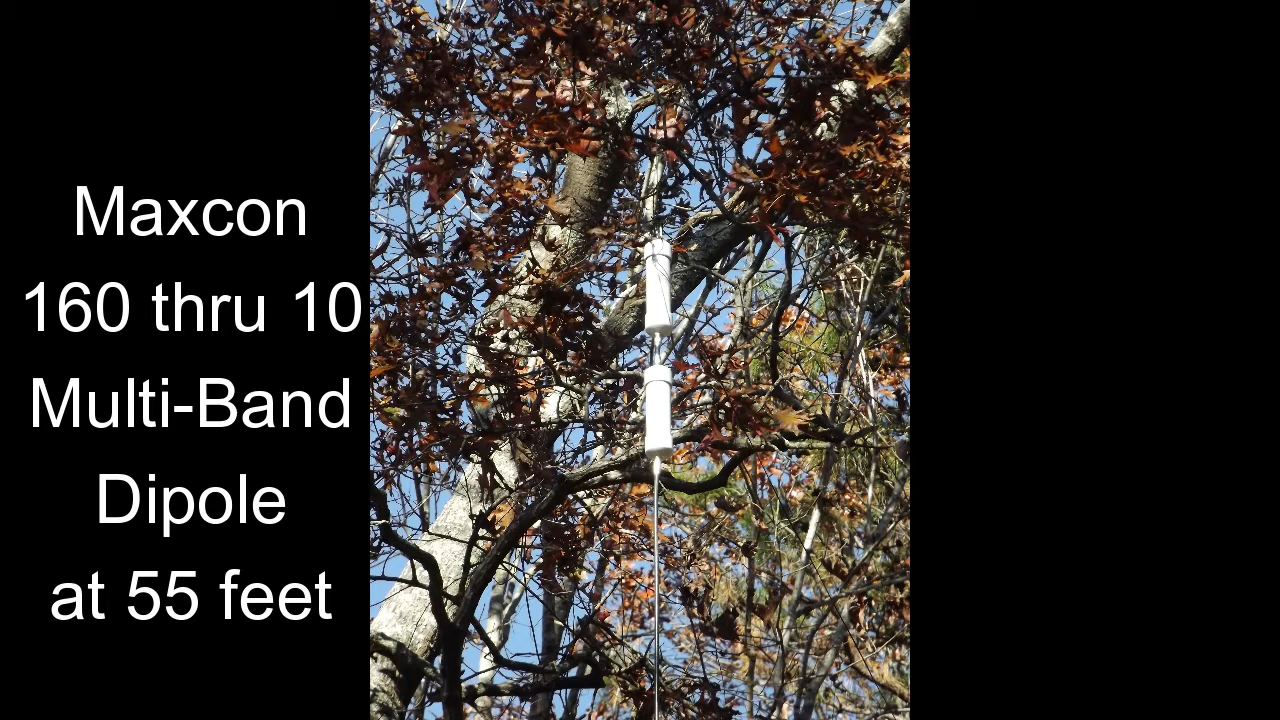 Maxcon
160 thru 10
Multi-Band
Dipole
at 55 feet